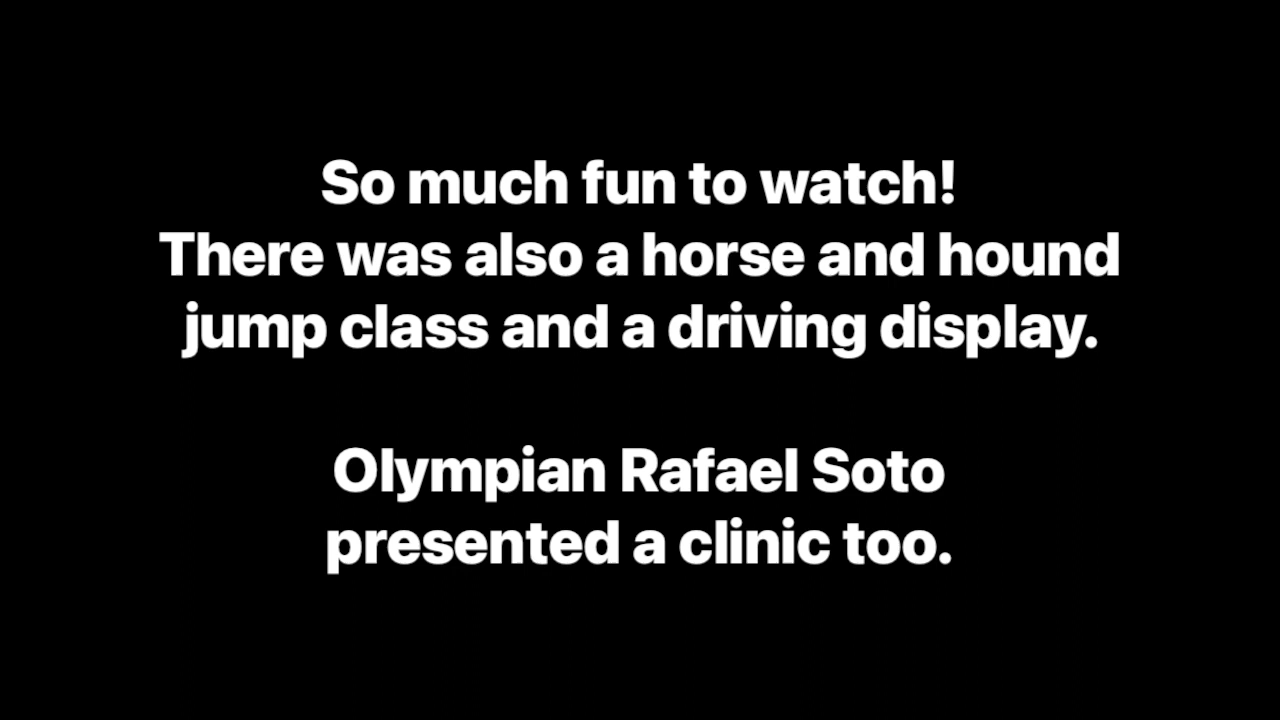 So much fun to watch!
There was also a horse and hound
jump class and a driving display.
Olympian Rafael Soto
presented a clinic too.